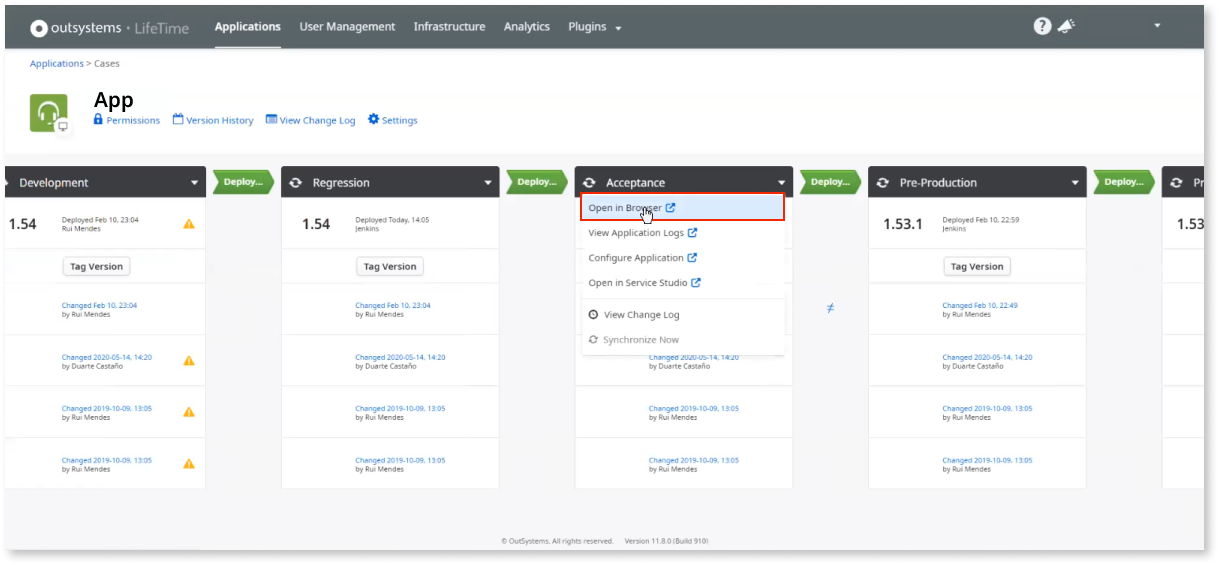 outsystems · LifeTime Applications User Management Infrastructure Analytics Plugins
Applications > Cases
App
Permissions Version History View Change Log Settings
Development Deploy... Regression Deploy... Acceptance Deploy... Pre-Production Deploy... Pr
1.54 Deployed Feb 10, 23:04
Rui Mendes
Tag Version
Changed Feb 10, 23:04
by Rui Mendes
Changed 2020-05-14, 14:20
by Duarte Castaño
Changed 2019-10-09, 13:05
by Rui Mendes
Changed 2019-10-09, 13:05
by Rui Mendes
1.54 Deployed Today, 14:05
Jenkins
Tag Version
Changed Feb 10, 23:04
by Rui Mendes
Changed 2020-05-14, 14:20
by Duarte Castaño
Changed 2019-10-09, 13:05
by Rui Mendes
Changed 2019-10-09, 13:05
by Rui Mendes
Open in Browser
View Application Logs
Configure Application
Open in Service Studio
View Change Log
Synchronize Now
Changed 2020-05-14, 14:20
by Duarte Castaño
Changed 2019-10-09, 13:05
by Rui Mendes
Changed 2019-10-09, 13:05
by Rui Mendes
≠
1.53.1 Deployed Feb 10, 22:59
Jenkins
Tag Version
Changed Feb 10, 22:49
by Rui Mendes
Changed 2020-05-14, 14:20
by Duarte Castaño
Changed 2019-10-09, 13:05
by Rui Mendes
Changed 2019-10-09, 13:05
by Rui Mendes
1.53
© OutSystems. All rights reserved. Version 11.8.0 (Build 910)